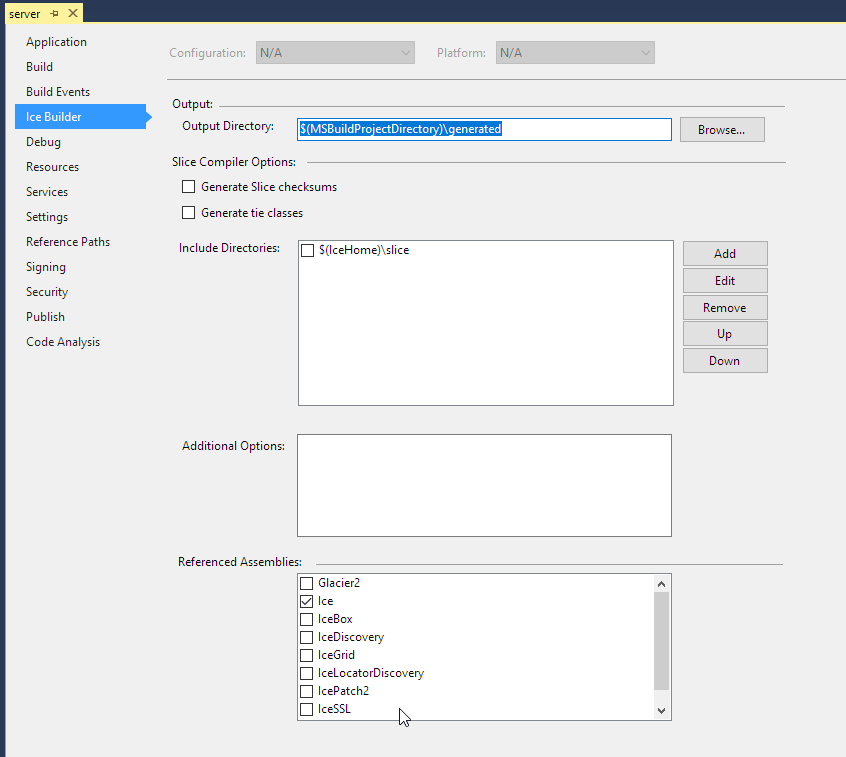 server
Application
Build
Build Events
Ice Builder
Debug
Resources
Services
Settings
Reference Paths
Signing
Security
Publish
Code Analysis
Configuration: N/A Platform: N/A
Output:
Output Directory: $(MSBuildProjectDirectory)\generated Browse...
Slice Compiler Options:
Generate Slice checksums
Generate tie classes
Include Directories: $(IceHome)\slice
Add
Edit
Remove
Up
Down
Additional Options:
Referenced Assemblies:
Glacier2
Ice
IceBox
IceDiscovery
IceGrid
IceLocatorDiscovery
IcePatch2
IceSSL